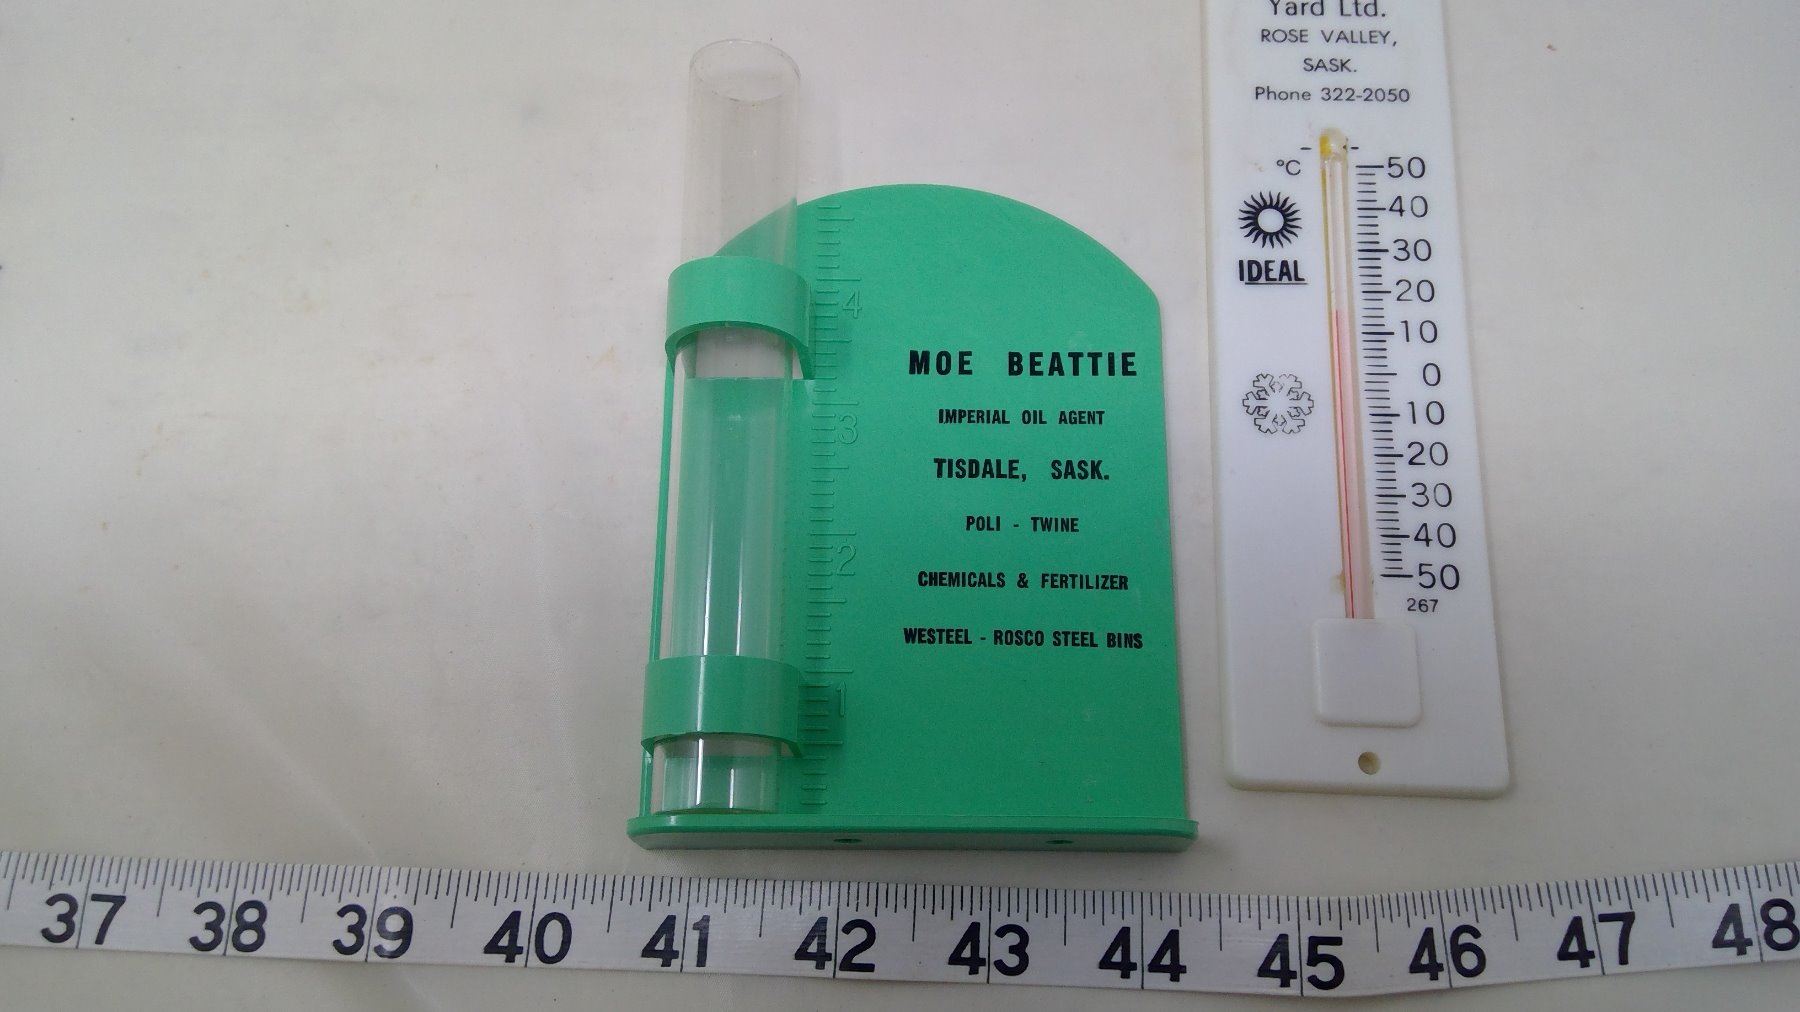 MOE BEATTIE
IMPERIAL OIL AGENT
TISDALE, SASK.
POLI - TWINE
CHEMICALS & FERTILIZER
WESTEEL - ROSCO STEEL BINS
4
3
2
1
Yard Ltd.
ROSE VALLEY,
SASK.
Phone 322-2050
°C
IDEAL
50
40
30
20
10
0
10
20
30
40
50
267
37 38 39 40 41 42 43 44 45 46 47 48